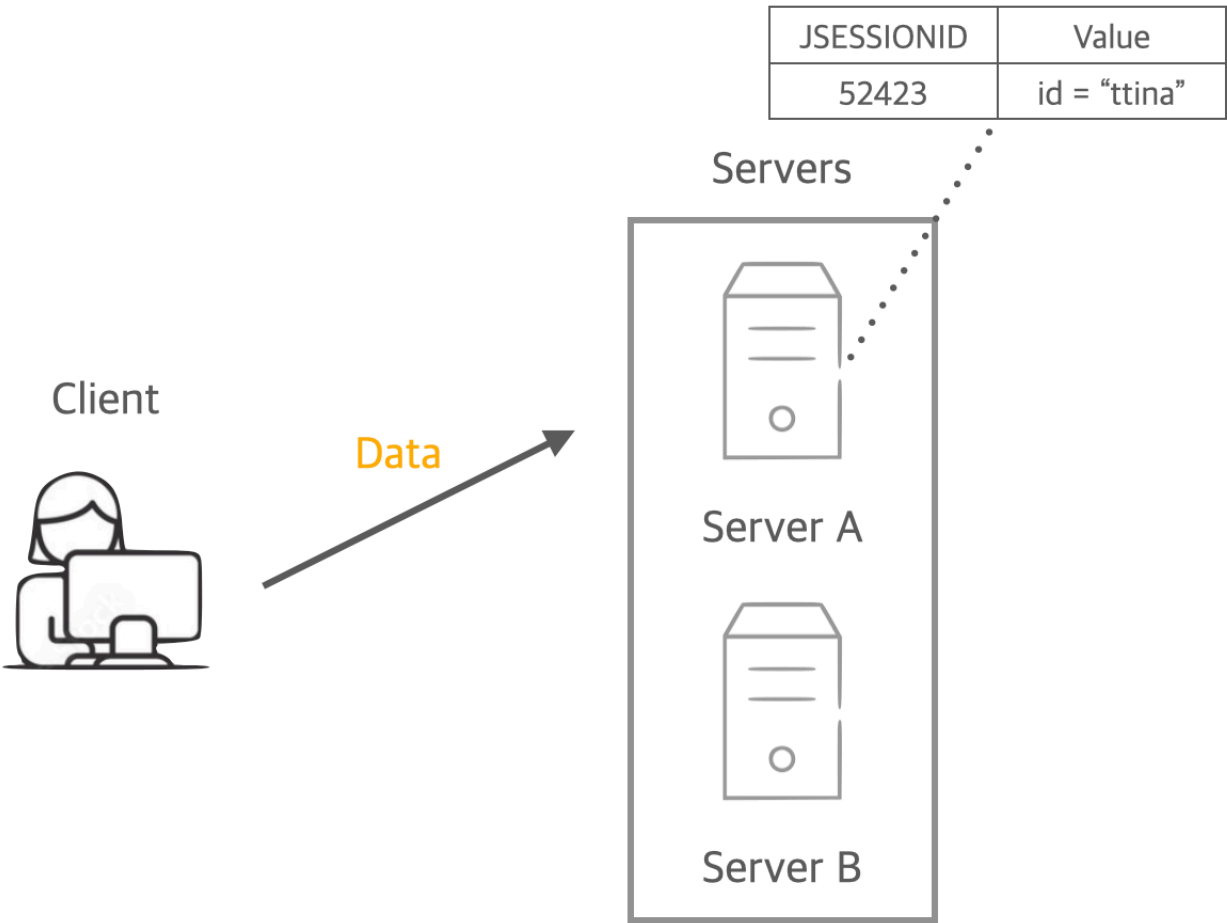 JSESSIONID Value
52423 id = “ttina”
Servers
Client
Data
Server A
Server B